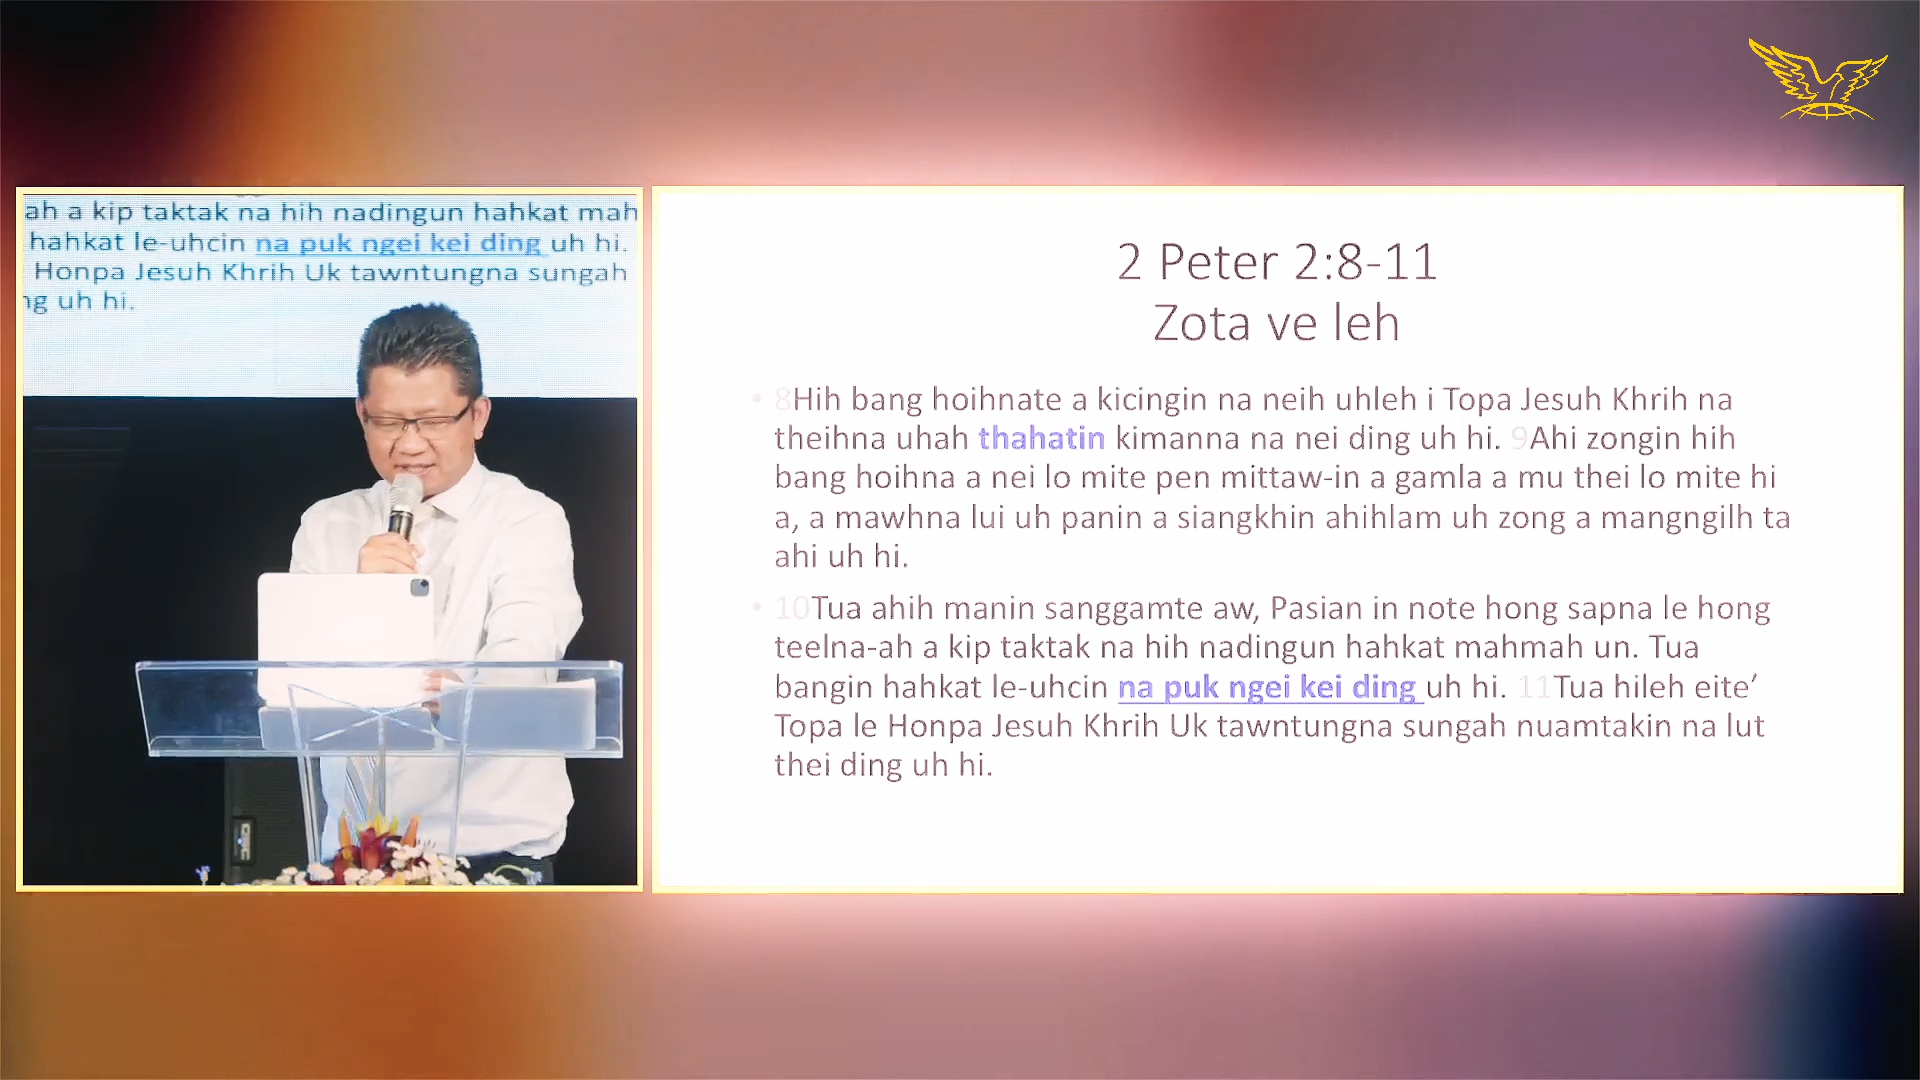 ah a kip taktak na hih nadingun hahkat mah
hahkat le-uhcin na puk ngei kei ding uh hi.
Honpa Jesuh Khrih Uk tawntungna sungah
ng uh hi.
2 Peter 2:8-11
Zota ve leh
• 8Hih bang hoihnate a kicingin na neih uhleh i Topa Jesuh Khrih na
theihna uhah thahatin kimanna na nei ding uh hi. 9Ahi zongin hih
bang hoihna a nei lo mite pen mittaw-in a gamla a mu thei lo mite hi
a, a mawhna lui uh panin a siangkhin ahihlam uh zong a mangngilh ta
ahi uh hi.
• 10Tua ahih manin sanggamte aw, Pasian in note hong sapna le hong
teelna-ah a kip taktak na hih nadingun hahkat mahmah un. Tua
bangin hahkat le-uhcin na puk ngei kei ding uh hi. 11Tua hileh eite’
Topa le Honpa Jesuh Khrih Uk tawntungna sungah nuamtakin na lut
thei ding uh hi.